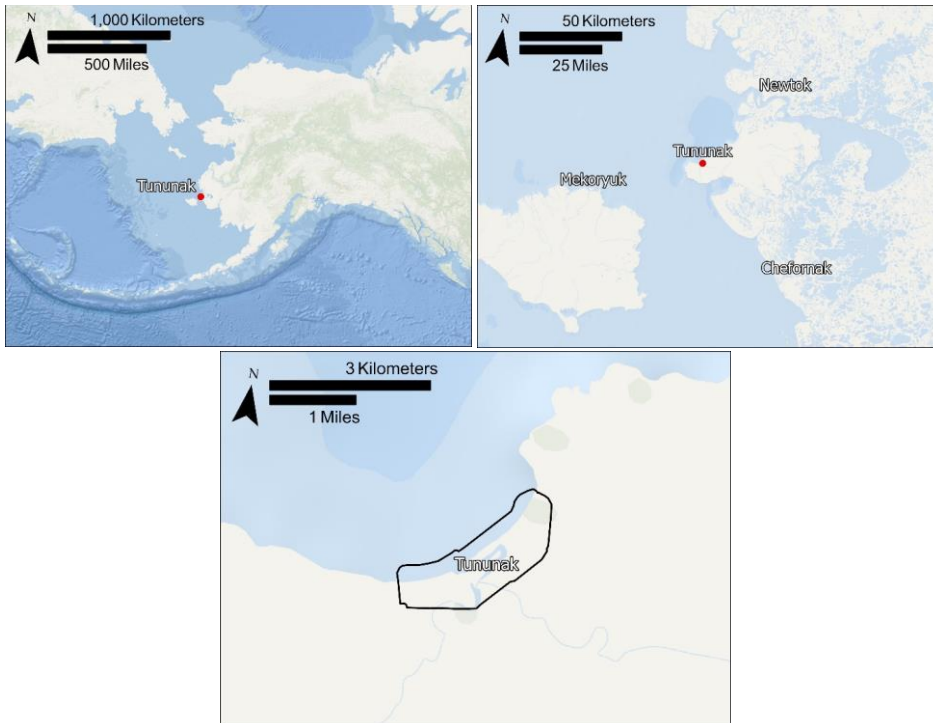 N
1,000 Kilometers
500 Miles
Tununak
N
50 Kilometers
25 Miles
Newtok
Tununak
Mekoryuk
Chefornak
N
3 Kilometers
1 Miles
Tununak